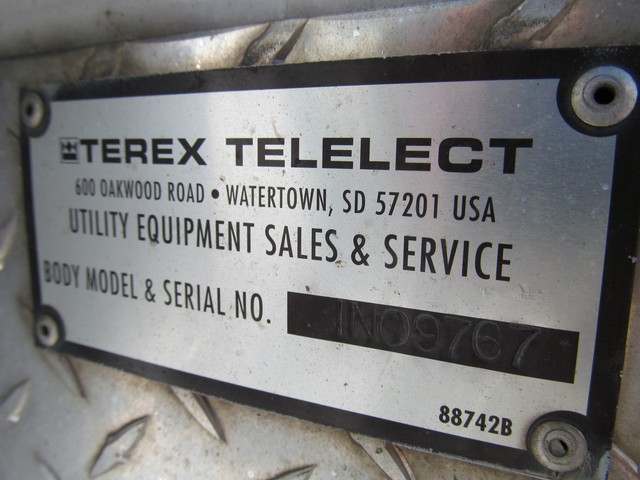 TEREX TELELECT
600 OAKWOOD ROAD • WATERTOWN, SD 57201 USA
UTILITY EQUIPMENT SALES & SERVICE
BODY MODEL & SERIAL NO. 1N09767
88742B